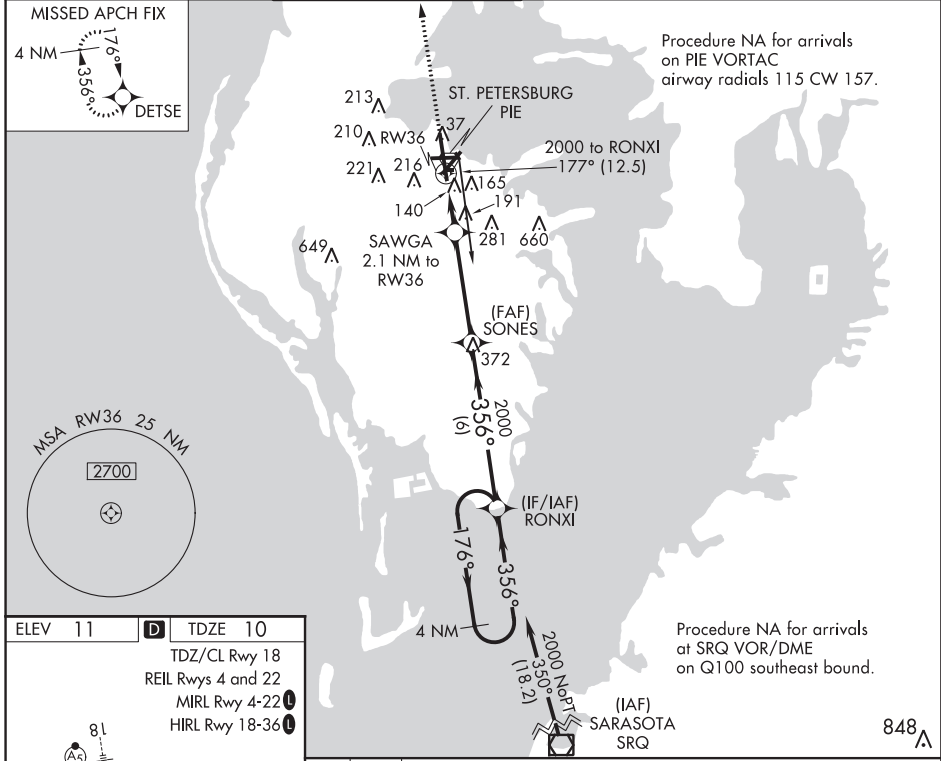 MISSED APCH FIX
4 NM
176°
356°
DETSE
Procedure NA for arrivals
on PIE VORTAC
airway radials 115 CW 157.
213
ST. PETERSBURG
PIE
210
RW36
37
2000 to RONXI
177° (12.5)
221
216
165
140
191
281
660
649
SAWGA
2.1 NM to
RW36
(FAF)
SONES
372
2000
356°
(6)
MSA RW36 25 NM
2700
(IF/IAF)
RONXI
176°
356°
4 NM
2000 NoPT
350°
(18.2)
Procedure NA for arrivals
at SRQ VOR/DME
on Q100 southeast bound.
(IAF)
SARASOTA
SRQ
848
ELEV 11 D TDZE 10
TDZ/CL Rwy 18
REIL Rwys 4 and 22
MIRL Rwy 4-22 L
HIRL Rwy 18-36 L
18
A5